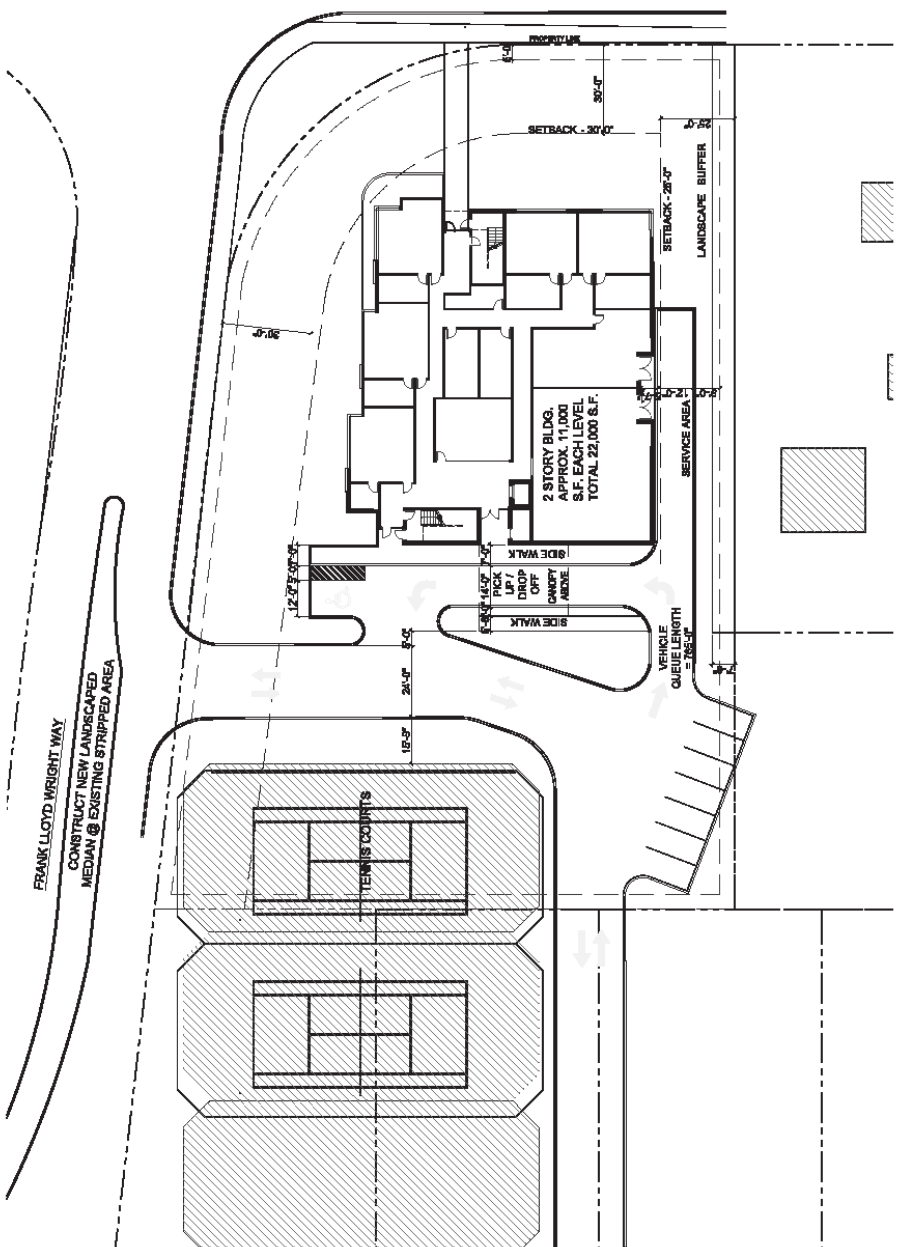 PROPERTY LINE
30'-0"
SETBACK - 30'-0"
25'-0"
SETBACK - 25'-0"
LANDSCAPE BUFFER
2 STORY BLDG.
APPROX. 11,000
S.F. EACH LEVEL
TOTAL 22,000 S.F.
SERVICE AREA
SIDE WALK
12'-0"
14'-0"
PICK
UP /
DROP
OFF
CANOPY
ABOVE
SIDE WALK
VEHICLE
QUEUE LENGTH
24'-0"
FRANK LLOYD WRIGHT WAY
CONSTRUCT NEW LANDSCAPED
MEDIAN @ EXISTING STRIPPED AREA
TENNIS COURTS